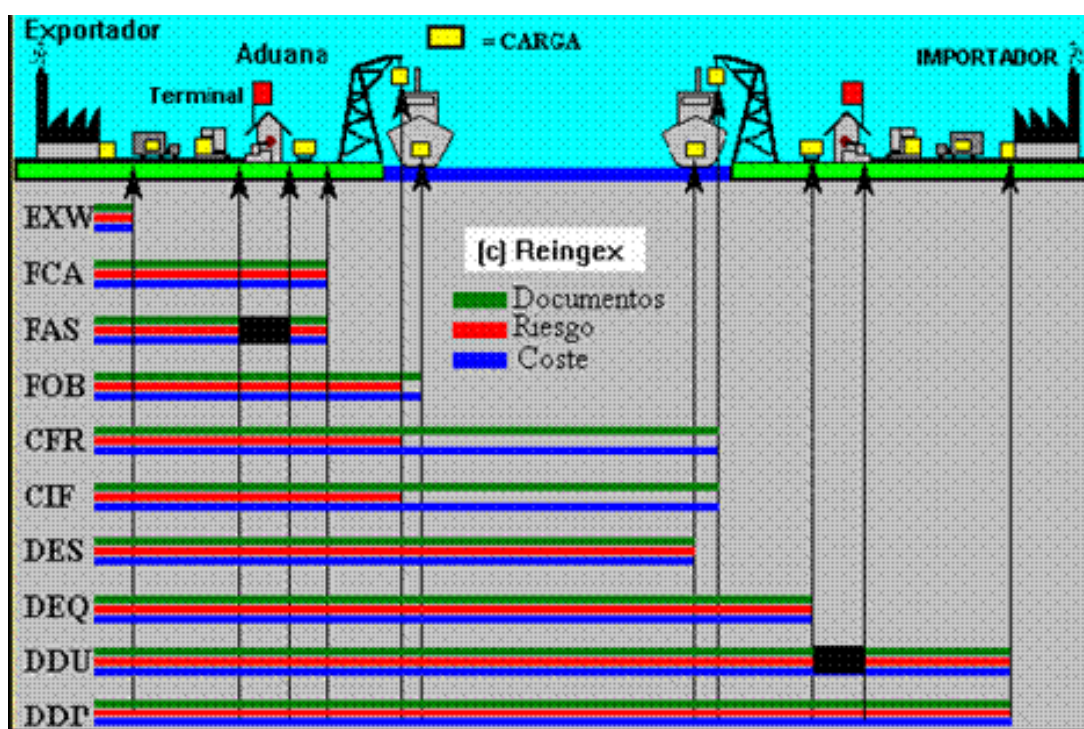 Exportador
= CARGA
Aduana
IMPORTADOR
Terminal
EXW
(c) Reingex
FCA
Documentos
Riesgo
FAS
Coste
FOB
CFR
CIF
DES
DEQ
DDU
DDP